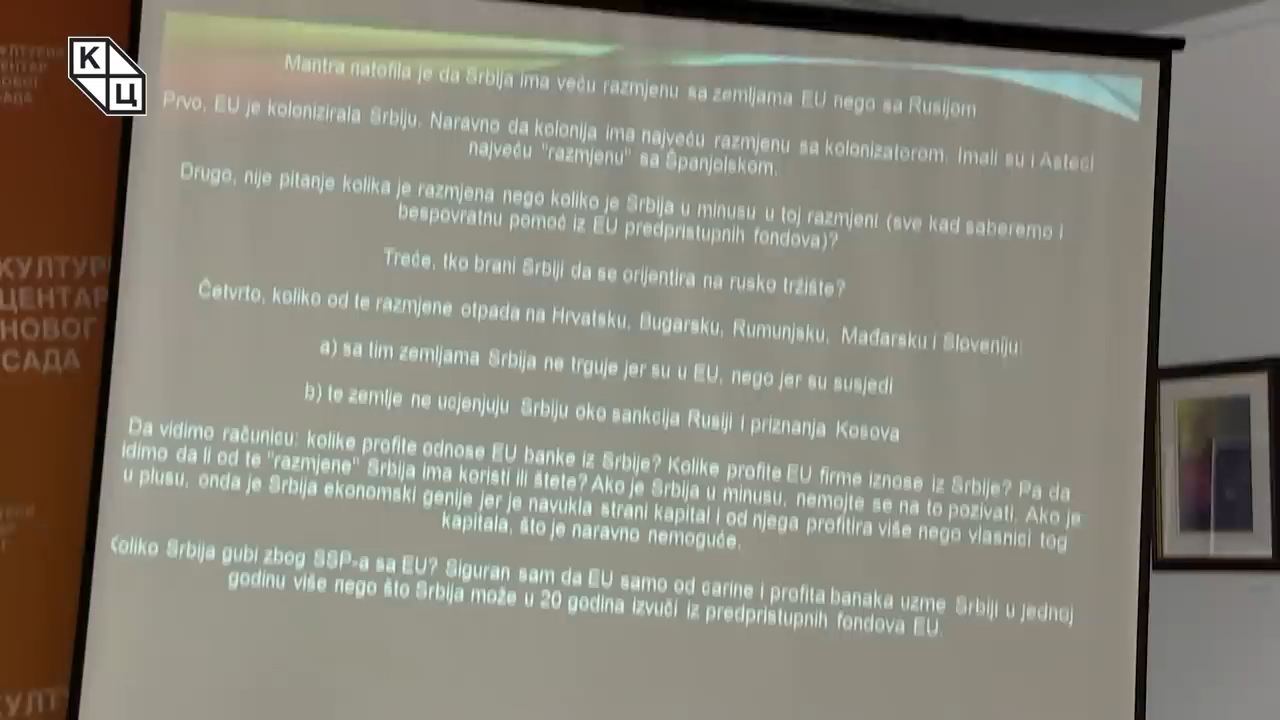 К
Ц
КУЛТУРНИ
ЦЕНТАР
НОВОГ
САДА
Mantra natofila je da Srbija ima veću razmjenu sa zemljama EU nego sa Rusijom
Prvo, EU je kolonizirala Srbiju. Naravno da kolonija ima najveću razmjenu sa kolonizatorom. Imali su i Asteci
najveću "razmjenu" sa Španjolskom.
Drugo, nije pitanje kolika je razmjena nego koliko je Srbija u minusu u toj razmjeni (sve kad saberemo i
bespovratnu pomoć iz EU predpristupnih fondova)?
Treće, tko brani Srbiji da se orijentira na rusko tržište?
Četvrto, koliko od te razmjene otpada na Hrvatsku, Bugarsku, Rumunjsku, Mađarsku i Sloveniju:
a) sa tim zemljama Srbija ne trguje jer su u EU, nego jer su susjedi
b) te zemlje ne ucjenjuju Srbiju oko sankcija Rusiji i priznanja Kosova
Da vidimo računicu: kolike profite odnose EU banke iz Srbije? Kolike profite EU firme iznose iz Srbije? Pa da
idimo da li od te "razmjene" Srbija ima koristi ili štete? Ako je Srbija u minusu, nemojte se na to pozivati. Ako je
u plusu, onda je Srbija ekonomski genije jer je navukla strani kapital i od njega profitira više nego vlasnici tog
kapitala, što je naravno nemoguće.
Koliko Srbija gubi zbog SSP-a sa EU? Siguran sam da EU samo od carine i profita banaka uzme Srbiji u jednoj
godinu više nego što Srbija može u 20 godina izvući iz predpristupnih fondova EU.
КУЛТУР
ЦЕНТАР
НОВОГ
САДА